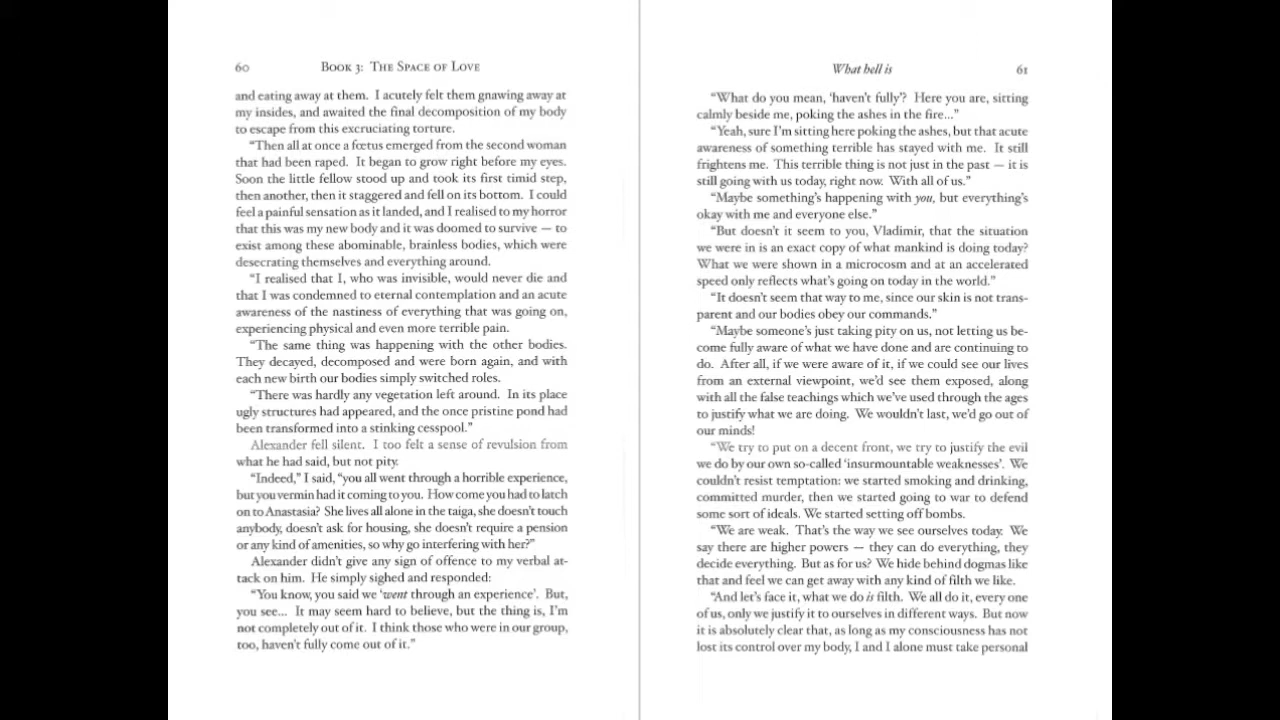 60
BOOK 3: THE SPACE OF LOVE
and eating away at them. I acutely felt them gnawing away at
my insides, and awaited the final decomposition of my body
to escape from this excruciating torture.
“Then all at once a fœtus emerged from the second woman
that had been raped. It began to grow right before my eyes.
Soon the little fellow stood up and took its first timid step,
then another, then it staggered and fell on its bottom. I could
feel a painful sensation as it landed, and I realised to my horror
that this was my new body and it was doomed to survive — to
exist among these abominable, brainless bodies, which were
desecrating themselves and everything around.
“I realised that I, who was invisible, would never die and
that I was condemned to eternal contemplation and an acute
awareness of the nastiness of everything that was going on,
experiencing physical and even more terrible pain.
“The same thing was happening with the other bodies.
They decayed, decomposed and were born again, and with
each new birth our bodies simply switched roles.
“There was hardly any vegetation left around. In its place
ugly structures had appeared, and the once pristine pond had
been transformed into a stinking cesspool.”
Alexander fell silent. I too felt a sense of revulsion from
what he had said, but not pity.
“Indeed,” I said, “you all went through a horrible experience,
but you vermin had it coming to you. How come you had to latch
on to Anastasia? She lives all alone in the taiga, she doesn’t touch
anybody, doesn’t ask for housing, she doesn’t require a pension
or any kind of amenities, so why go interfering with her?”
Alexander didn’t give any sign of offence to my verbal at-
tack on him. He simply sighed and responded:
“You know, you said we ‘went through an experience’. But,
you see... It may seem hard to believe, but the thing is, I’m
not completely out of it. I think those who were in our group,
too, haven’t fully come out of it.”
What hell is
61
“What do you mean, ‘haven’t fully’? Here you are, sitting
calmly beside me, poking the ashes in the fire...”
“Yeah, sure I’m sitting here poking the ashes, but that acute
awareness of something terrible has stayed with me. It still
frightens me. This terrible thing is not just in the past — it is
still going with us today, right now. With all of us.”
“Maybe something’s happening with you, but everything’s
okay with me and everyone else.”
“But doesn’t it seem to you, Vladimir, that the situation
we were in is an exact copy of what mankind is doing today?
What we were shown in a microcosm and at an accelerated
speed only reflects what’s going on today in the world.”
“It doesn’t seem that way to me, since our skin is not trans-
parent and our bodies obey our commands.”
“Maybe someone’s just taking pity on us, not letting us be-
come fully aware of what we have done and are continuing to
do. After all, if we were aware of it, if we could see our lives
from an external viewpoint, we’d see them exposed, along
with all the false teachings which we’ve used through the ages
to justify what we are doing. We wouldn’t last, we’d go out of
our minds!
“We try to put on a decent front, we try to justify the evil
we do by our own so-called ‘insurmountable weaknesses’. We
couldn’t resist temptation: we started smoking and drinking,
committed murder, then we started going to war to defend
some sort of ideals. We started setting off bombs.
“We are weak. That’s the way we see ourselves today. We
say there are higher powers — they can do everything, they
decide everything. But as for us? We hide behind dogmas like
that and feel we can get away with any kind of filth we like.
“And let’s face it, what we do is filth. We all do it, every one
of us, only we justify it to ourselves in different ways. But now
it is absolutely clear that, as long as my consciousness has not
lost its control over my body, I and I alone must take personal